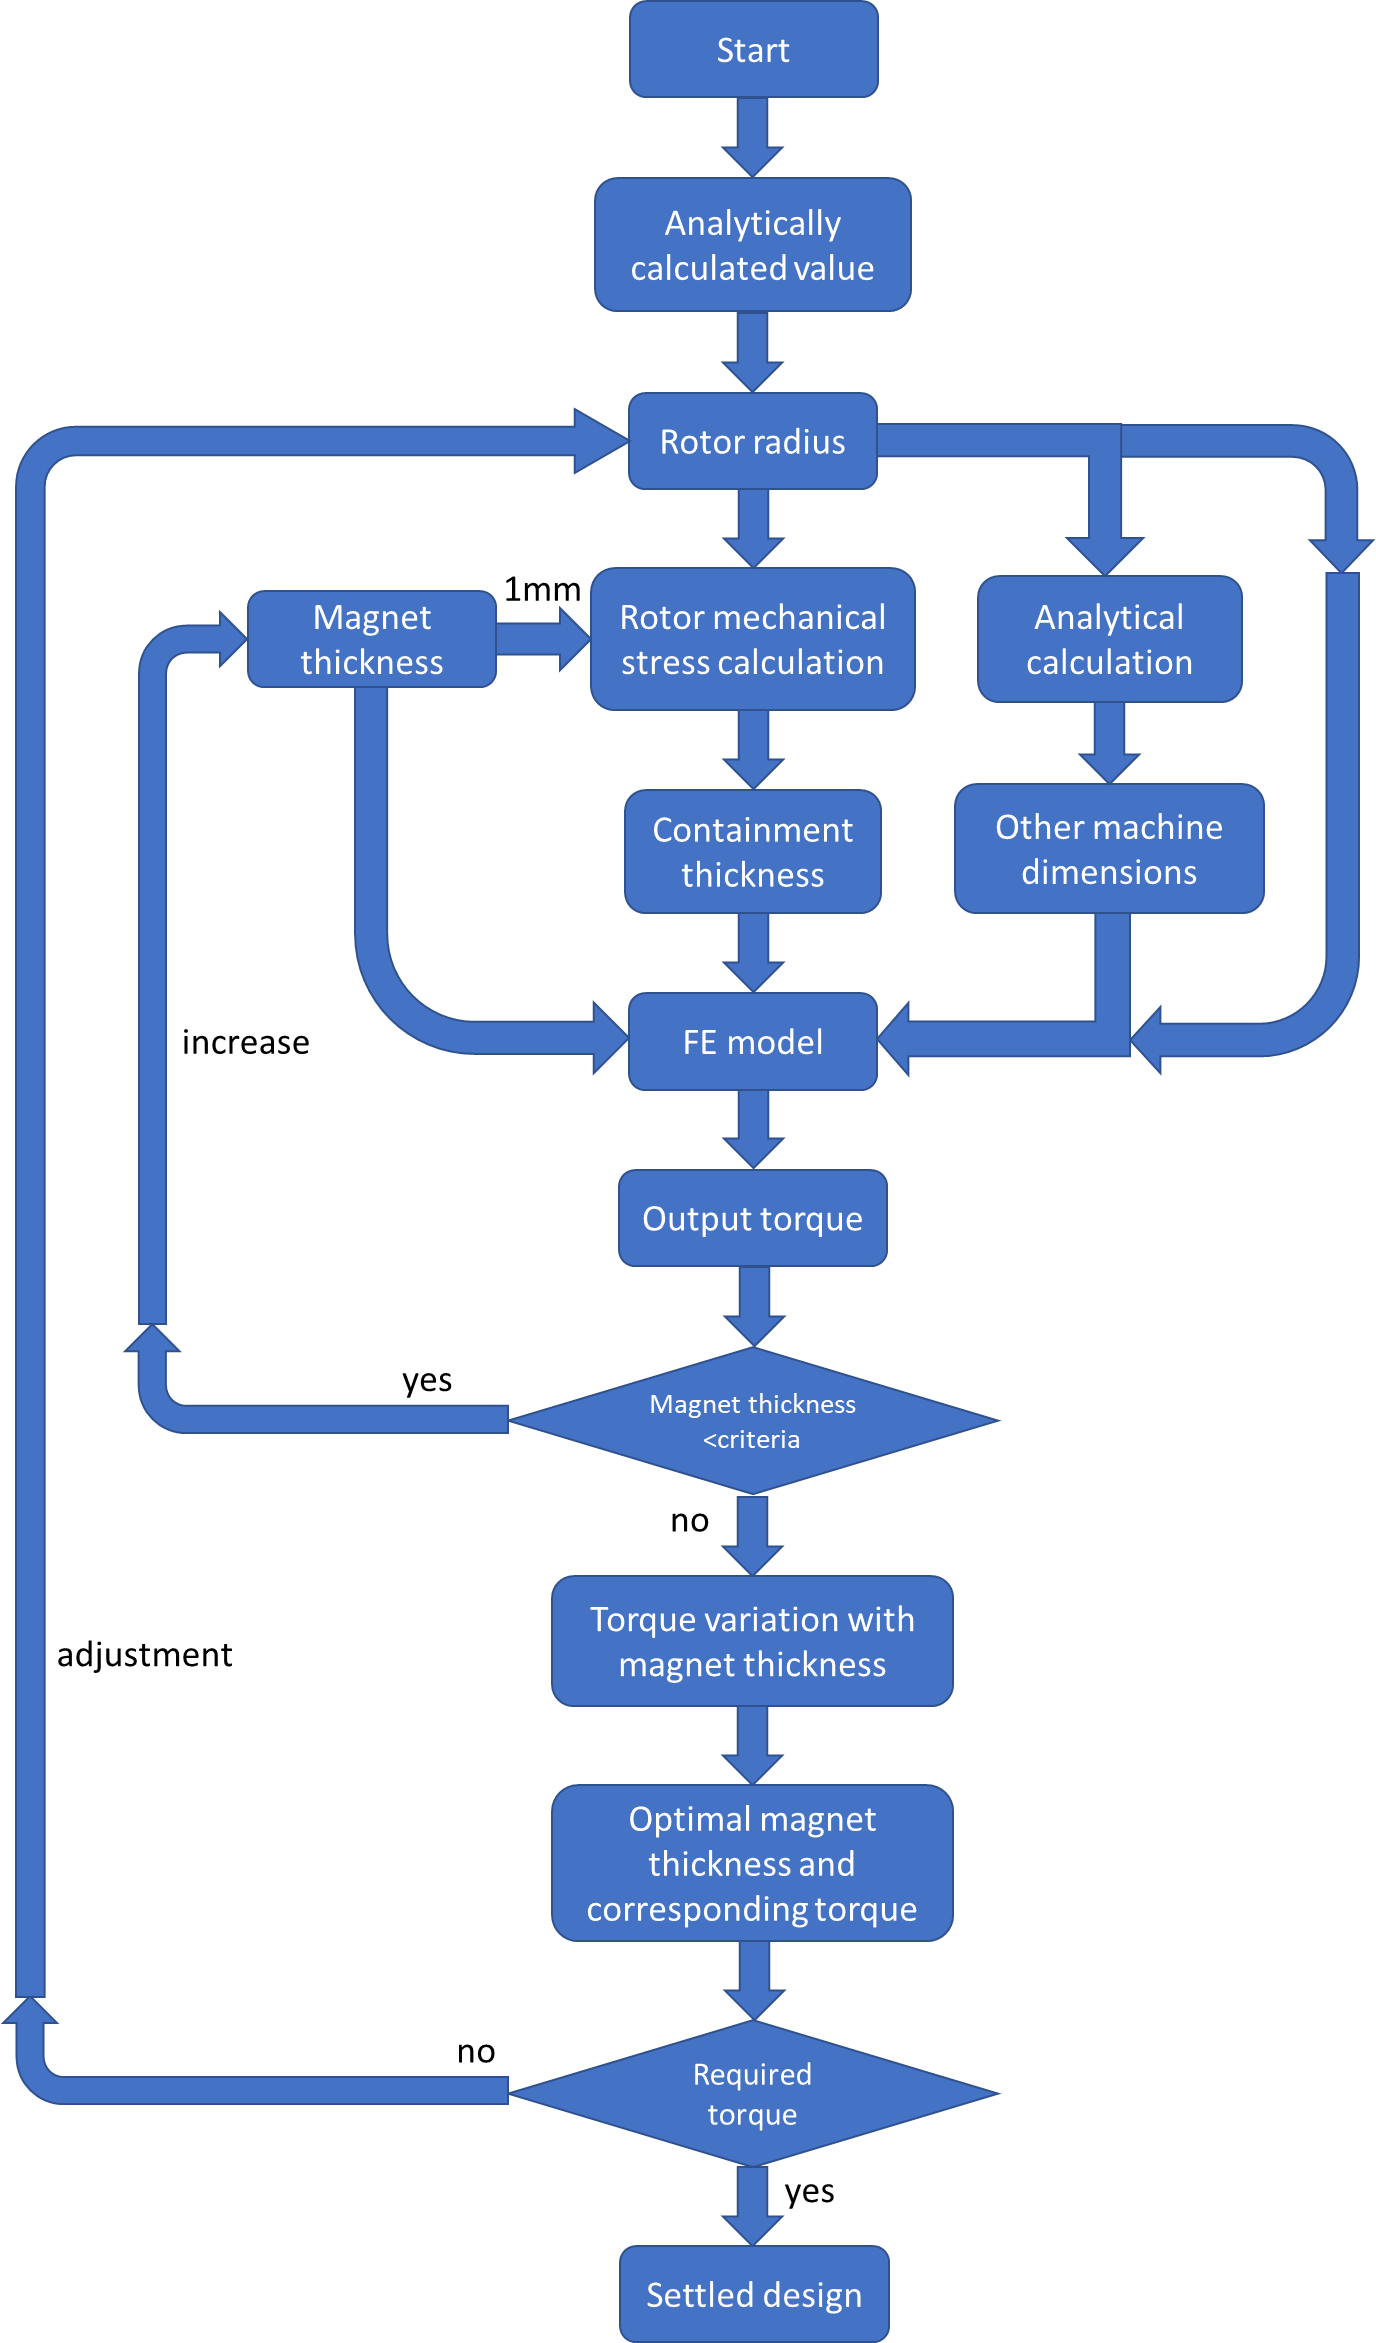 Start
Analytically
calculated value
Rotor radius
1mm
Magnet
thickness
Rotor mechanical
stress calculation
Analytical
calculation
Containment
thickness
Other machine
dimensions
increase
FE model
Output torque
yes
Magnet thickness
<criteria
no
Torque variation with
magnet thickness
adjustment
Optimal magnet
thickness and
corresponding torque
no
Required
torque
yes
Settled design